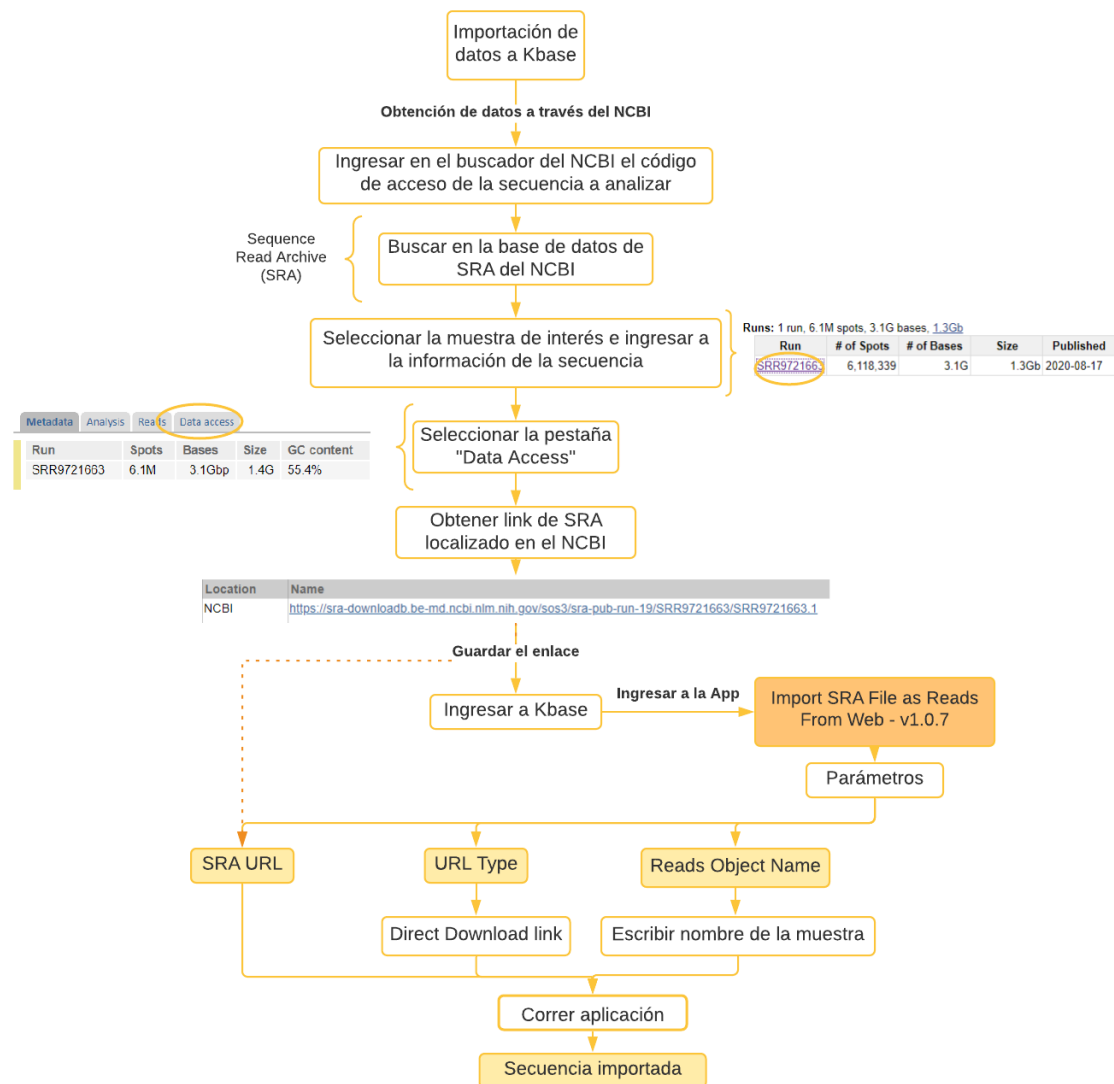 Importación de
datos a Kbase
Obtención de datos a través del NCBI
Ingresar en el buscador del NCBI el código
de acceso de la secuencia a analizar
Sequence
Read Archive
(SRA)
Buscar en la base de datos de
SRA del NCBI
Seleccionar la muestra de interés e ingresar a
la información de la secuencia
Runs: 1 run, 6.1M spots, 3.1G bases, 1.3Gb
Run # of Spots # of Bases Size Published
SRR9721663 6,118,339 3.1G 1.3Gb 2020-08-17
Metadata Analysis Reads Data access
Run Spots Bases Size GC content
SRR9721663 6.1M 3.1Gbp 1.4G 55.4%
Seleccionar la pestaña
"Data Access"
Obtener link de SRA
localizado en el NCBI
Location Name
NCBI https://sra-downloadb.be-md.ncbi.nlm.nih.gov/sos3/sra-pub-run-19/SRR9721663/SRR9721663.1
Guardar el enlace
Ingresar a Kbase
Ingresar a la App
Import SRA File as Reads
From Web - v1.0.7
Parámetros
SRA URL
URL Type
Reads Object Name
Direct Download link
Escribir nombre de la muestra
Correr aplicación
Secuencia importada